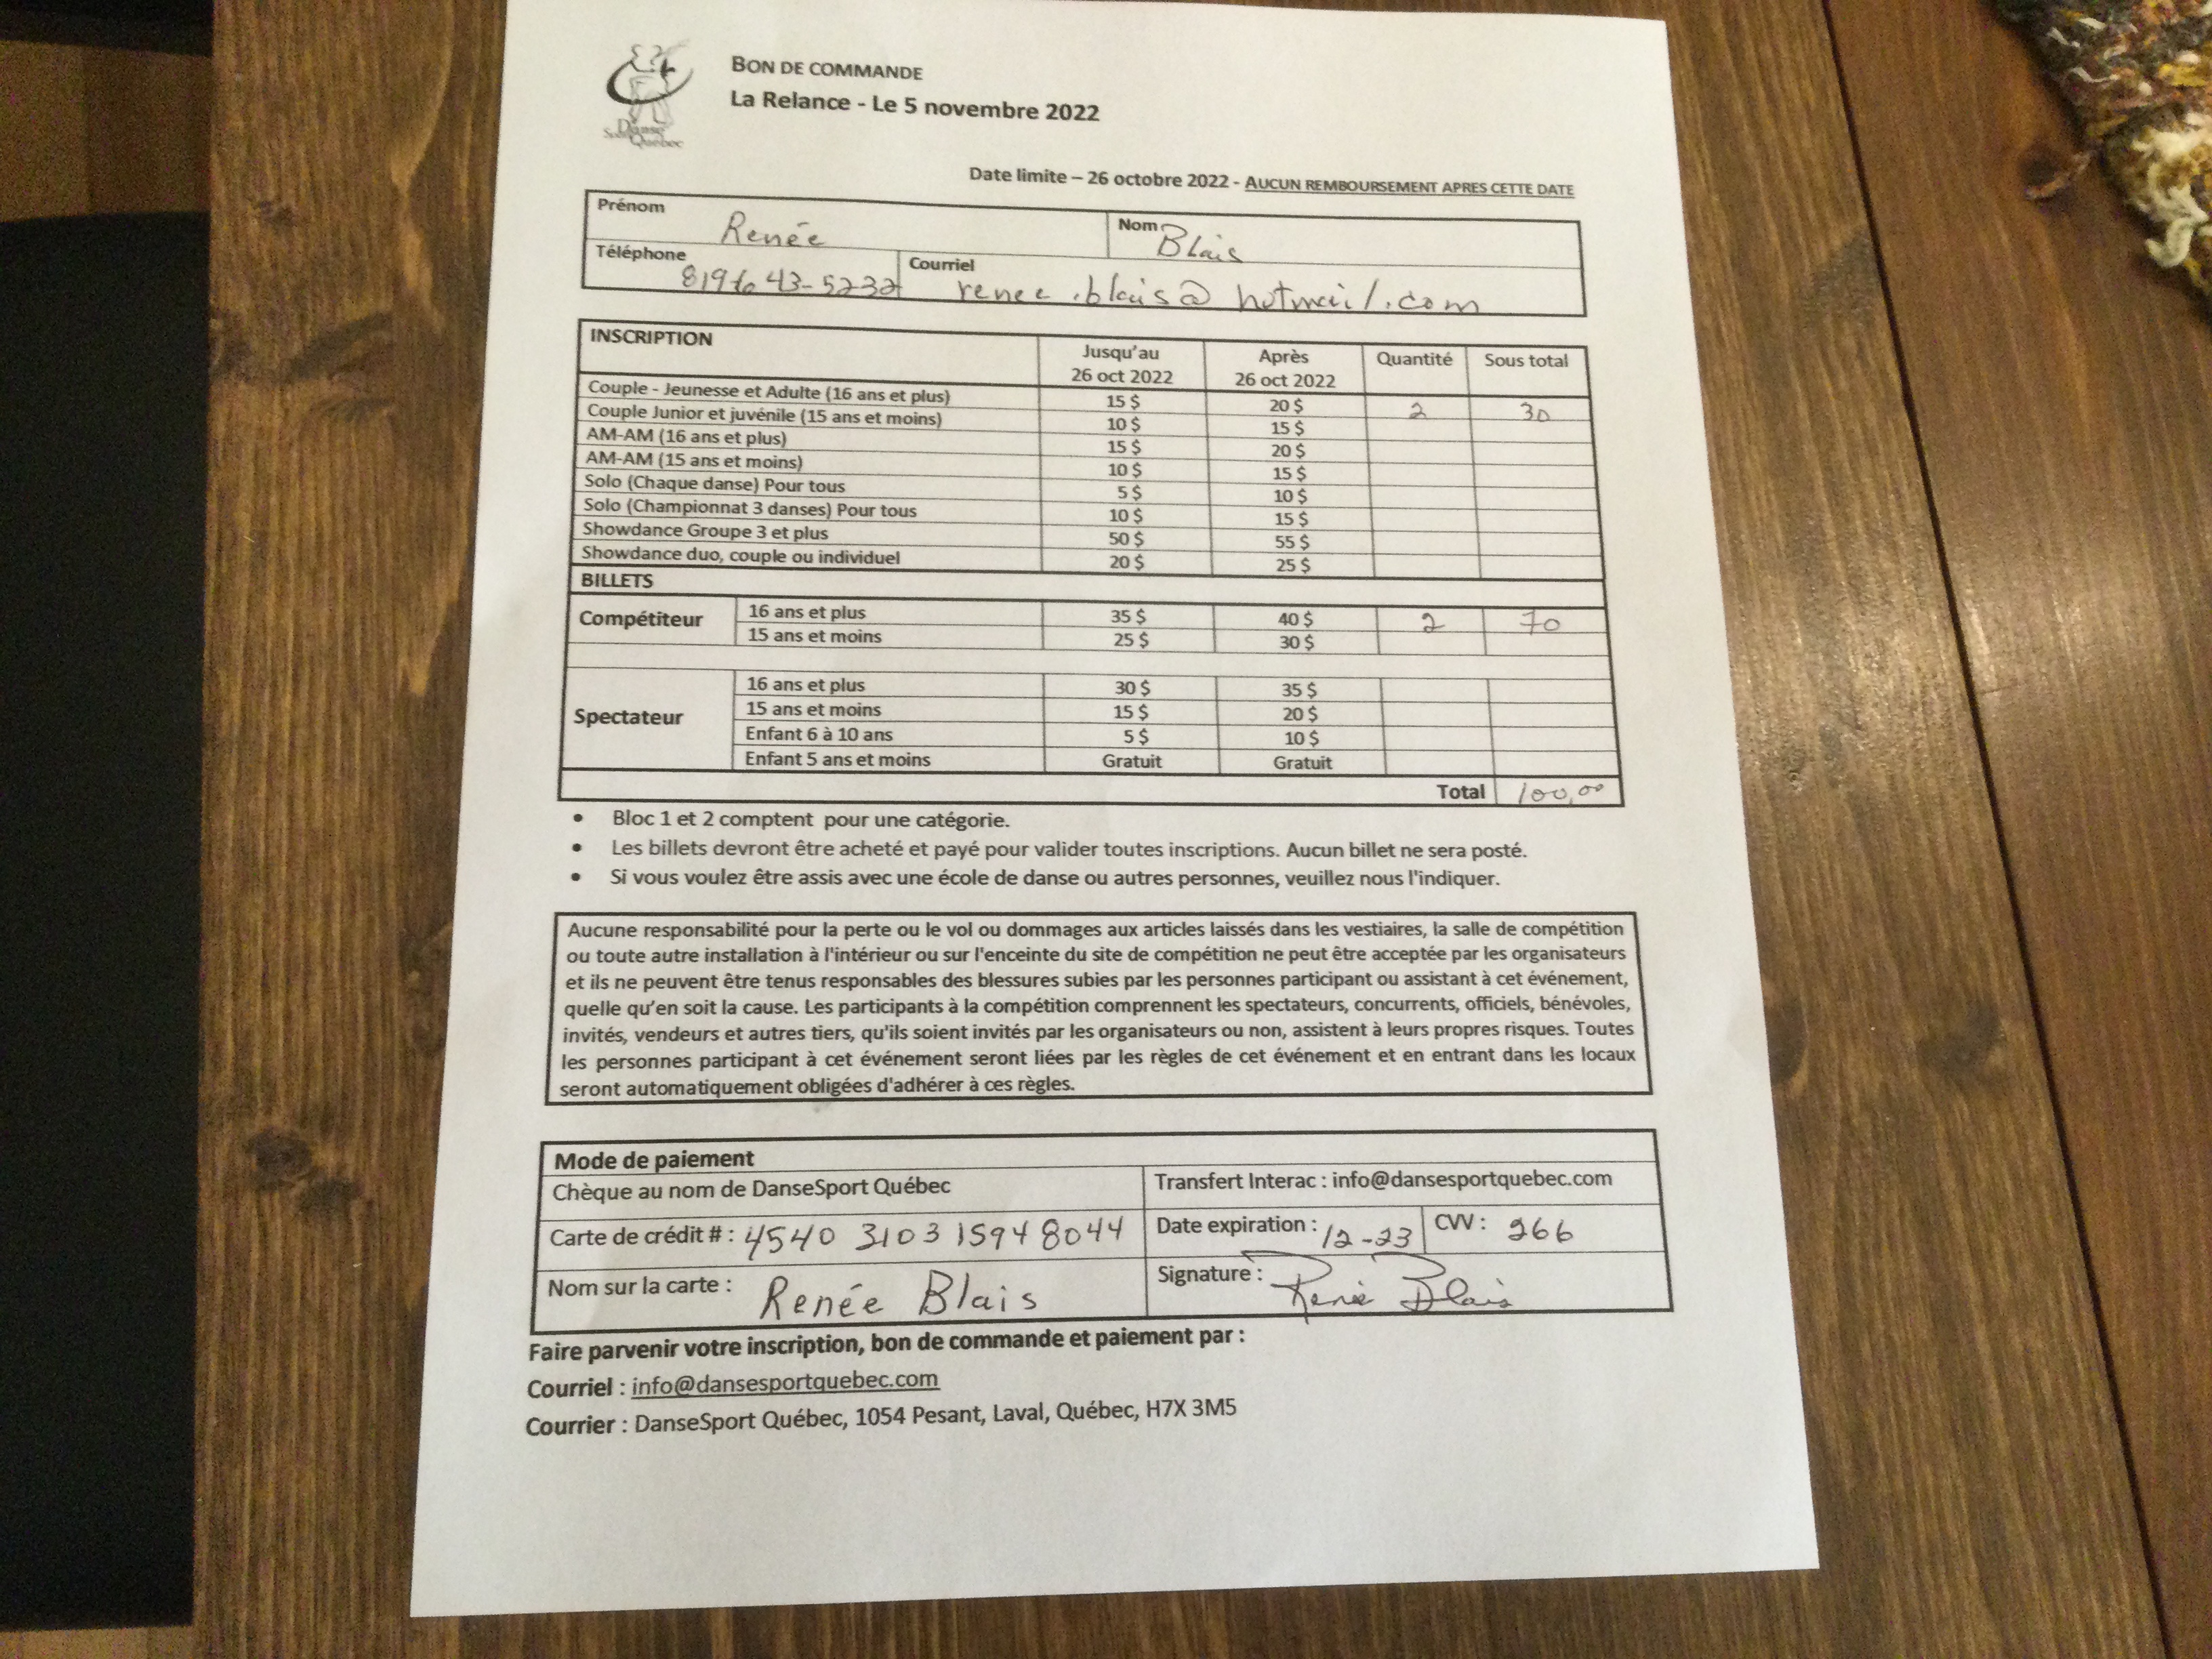 Danse
Sport
Québec
BON DE COMMANDE
La Relance - Le 5 novembre 2022
Date limite – 26 octobre 2022 - AUCUN REMBOURSEMENT APRES CETTE DATE
Prénom Renée Nom Blais
Téléphone 819 643-5232 Courriel renee.blais@hotmail.com
INSCRIPTION Jusqu'au 26 oct 2022 Après 26 oct 2022 Quantité Sous total
Couple - Jeunesse et Adulte (16 ans et plus) 15 $ 20 $ 2 30
Couple Junior et juvénile (15 ans et moins) 10 $ 15 $
AM-AM (16 ans et plus) 15 $ 20 $
AM-AM (15 ans et moins) 10 $ 15 $
Solo (Chaque danse) Pour tous 5 $ 10 $
Solo (Championnat 3 danses) Pour tous 10 $ 15 $
Showdance Groupe 3 et plus 50 $ 55 $
Showdance duo, couple ou individuel 20 $ 25 $
BILLETS
Compétiteur 16 ans et plus 35 $ 40 $ 2 70
15 ans et moins 25 $ 30 $
Spectateur 16 ans et plus 30 $ 35 $
15 ans et moins 15 $ 20 $
Enfant 6 à 10 ans 5 $ 10 $
Enfant 5 ans et moins Gratuit Gratuit
Total 100,00
• Bloc 1 et 2 comptent pour une catégorie.
• Les billets devront être acheté et payé pour valider toutes inscriptions. Aucun billet ne sera posté.
• Si vous voulez être assis avec une école de danse ou autres personnes, veuillez nous l'indiquer.
Aucune responsabilité pour la perte ou le vol ou dommages aux articles laissés dans les vestiaires, la salle de compétition
ou toute autre installation à l'intérieur ou sur l'enceinte du site de compétition ne peut être acceptée par les organisateurs
et ils ne peuvent être tenus responsables des blessures subies par les personnes participant ou assistant à cet événement,
quelle qu'en soit la cause. Les participants à la compétition comprennent les spectateurs, concurrents, officiels, bénévoles,
invités, vendeurs et autres tiers, qu'ils soient invités par les organisateurs ou non, assistent à leurs propres risques. Toutes
les personnes participant à cet événement seront liées par les règles de cet événement et en entrant dans les locaux
seront automatiquement obligées d'adhérer à ces règles.
Mode de paiement
Chèque au nom de DanseSport Québec Transfert Interac : info@dansesportquebec.com
Carte de crédit # : 4540 3103 1594 8044 Date expiration : 12-23 CVV : 266
Nom sur la carte : Renée Blais Signature : Renée Blais
Faire parvenir votre inscription, bon de commande et paiement par :
Courriel : info@dansesportquebec.com
Courrier : DanseSport Québec, 1054 Pesant, Laval, Québec, H7X 3M5